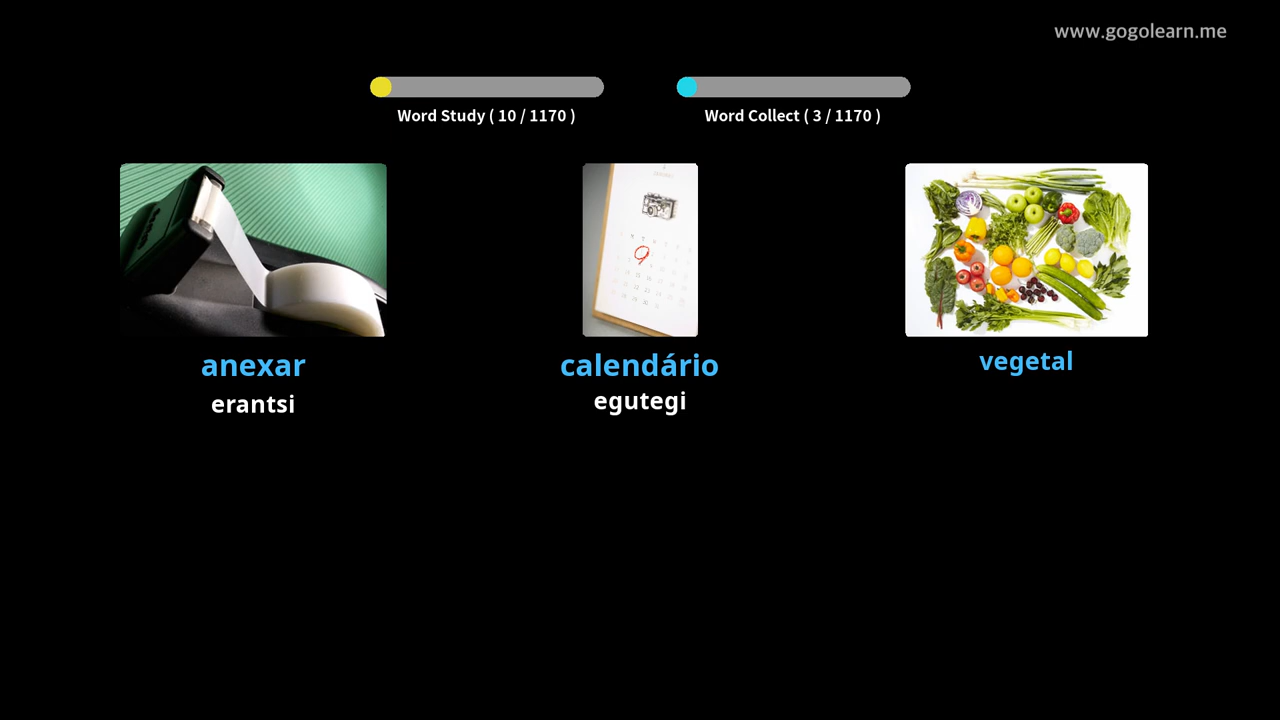 www.gogolearn.me
Word Study ( 10 / 1170 )
Word Collect ( 3 / 1170 )
anexar
calendário
vegetal
erantsi
egutegi